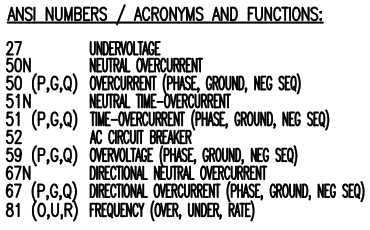 ANSI NUMBERS / ACRONYMS AND FUNCTIONS:
27 UNDERVOLTAGE
50N NEUTRAL OVERCURRENT
50 (P,G,Q) OVERCURRENT (PHASE, GROUND, NEG SEQ)
51N NEUTRAL TIME-OVERCURRENT
51 (P,G,Q) TIME-OVERCURRENT (PHASE, GROUND, NEG SEQ)
52 AC CIRCUIT BREAKER
59 (P,G,Q) OVERVOLTAGE (PHASE, GROUND, NEG SEQ)
67N DIRECTIONAL NEUTRAL OVERCURRENT
67 (P,G,Q) DIRECTIONAL OVERCURRENT (PHASE, GROUND, NEG SEQ)
81 (O,U,R) FREQUENCY (OVER, UNDER, RATE)